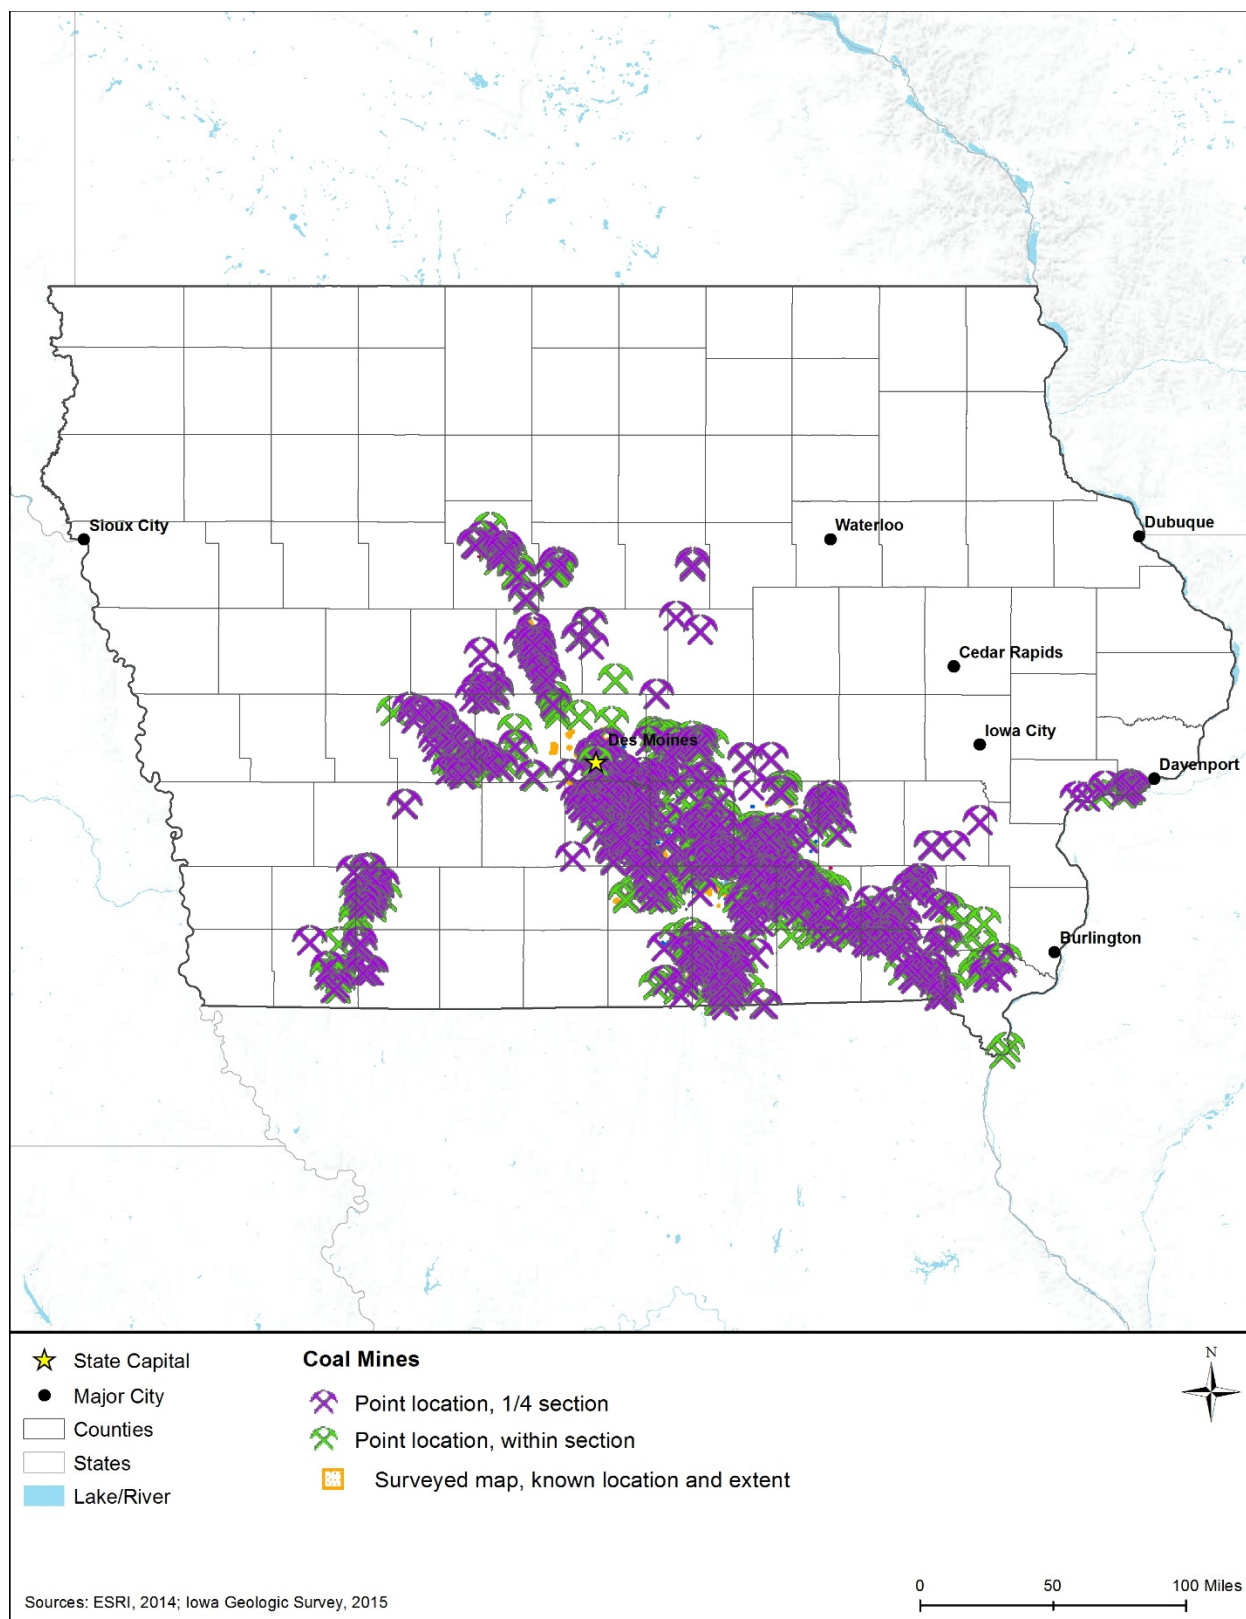 Sioux City
Waterloo
Dubuque
Cedar Rapids
Iowa City
Des Moines
Davenport
Burlington
State Capital
Major City
Counties
States
Lake/River
Coal Mines
Point location, 1/4 section
Point location, within section
Surveyed map, known location and extent
N
Sources: ESRI, 2014; Iowa Geologic Survey, 2015
0 50 100 Miles